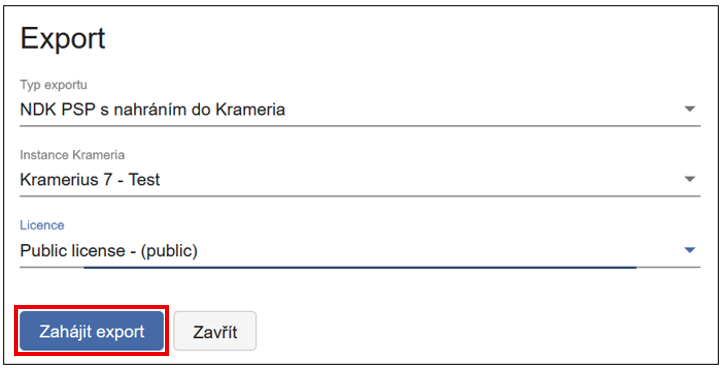 Export
Typ exportu
NDK PSP s nahráním do Krameria
Instance Krameria
Kramerius 7 - Test
Licence
Public license - (public)
Zahájit export
Zavřít